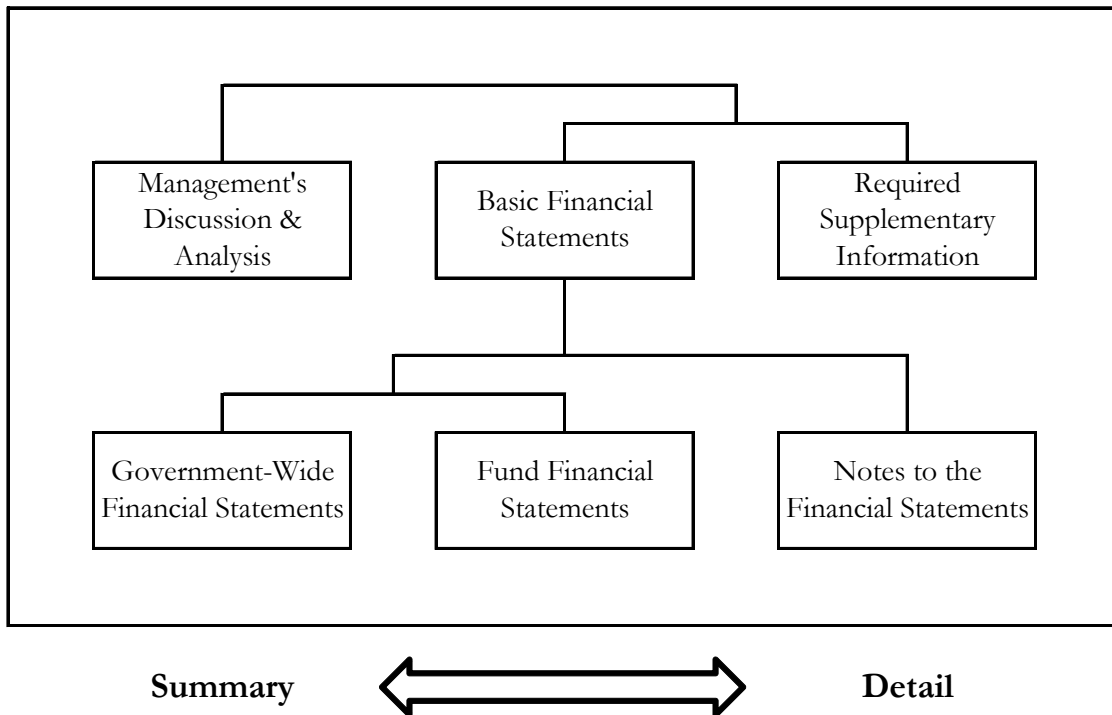 Management's
Discussion &
Analysis
Basic Financial
Statements
Required
Supplementary
Information
Government-Wide
Financial Statements
Fund Financial
Statements
Notes to the
Financial Statements
Summary
Detail